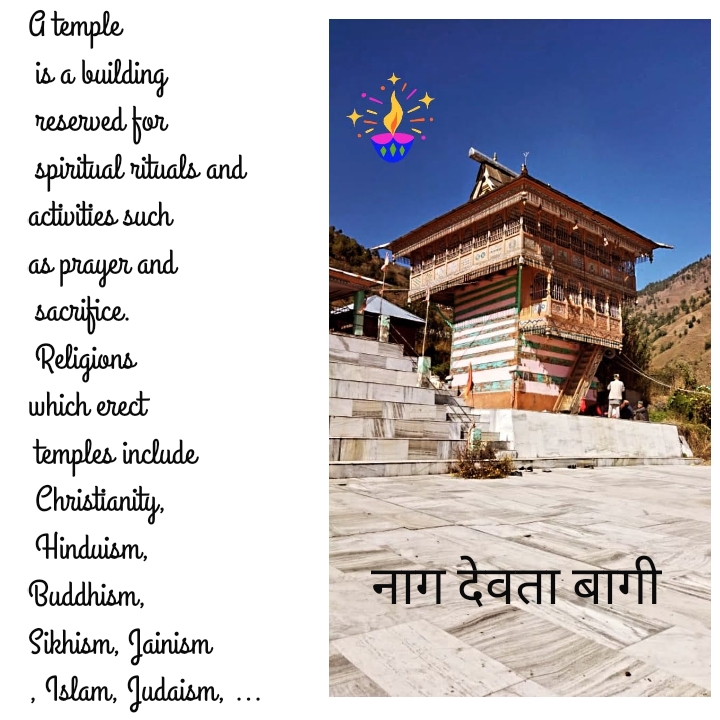 A temple
is a building
reserved for
spiritual rituals and
activities such
as prayer and
sacrifice.
Religions
which erect
temples include
Christianity,
Hinduism,
Buddhism,
Sikhism, Jainism
, Islam, Judaism, ...
नाग देवता बागी